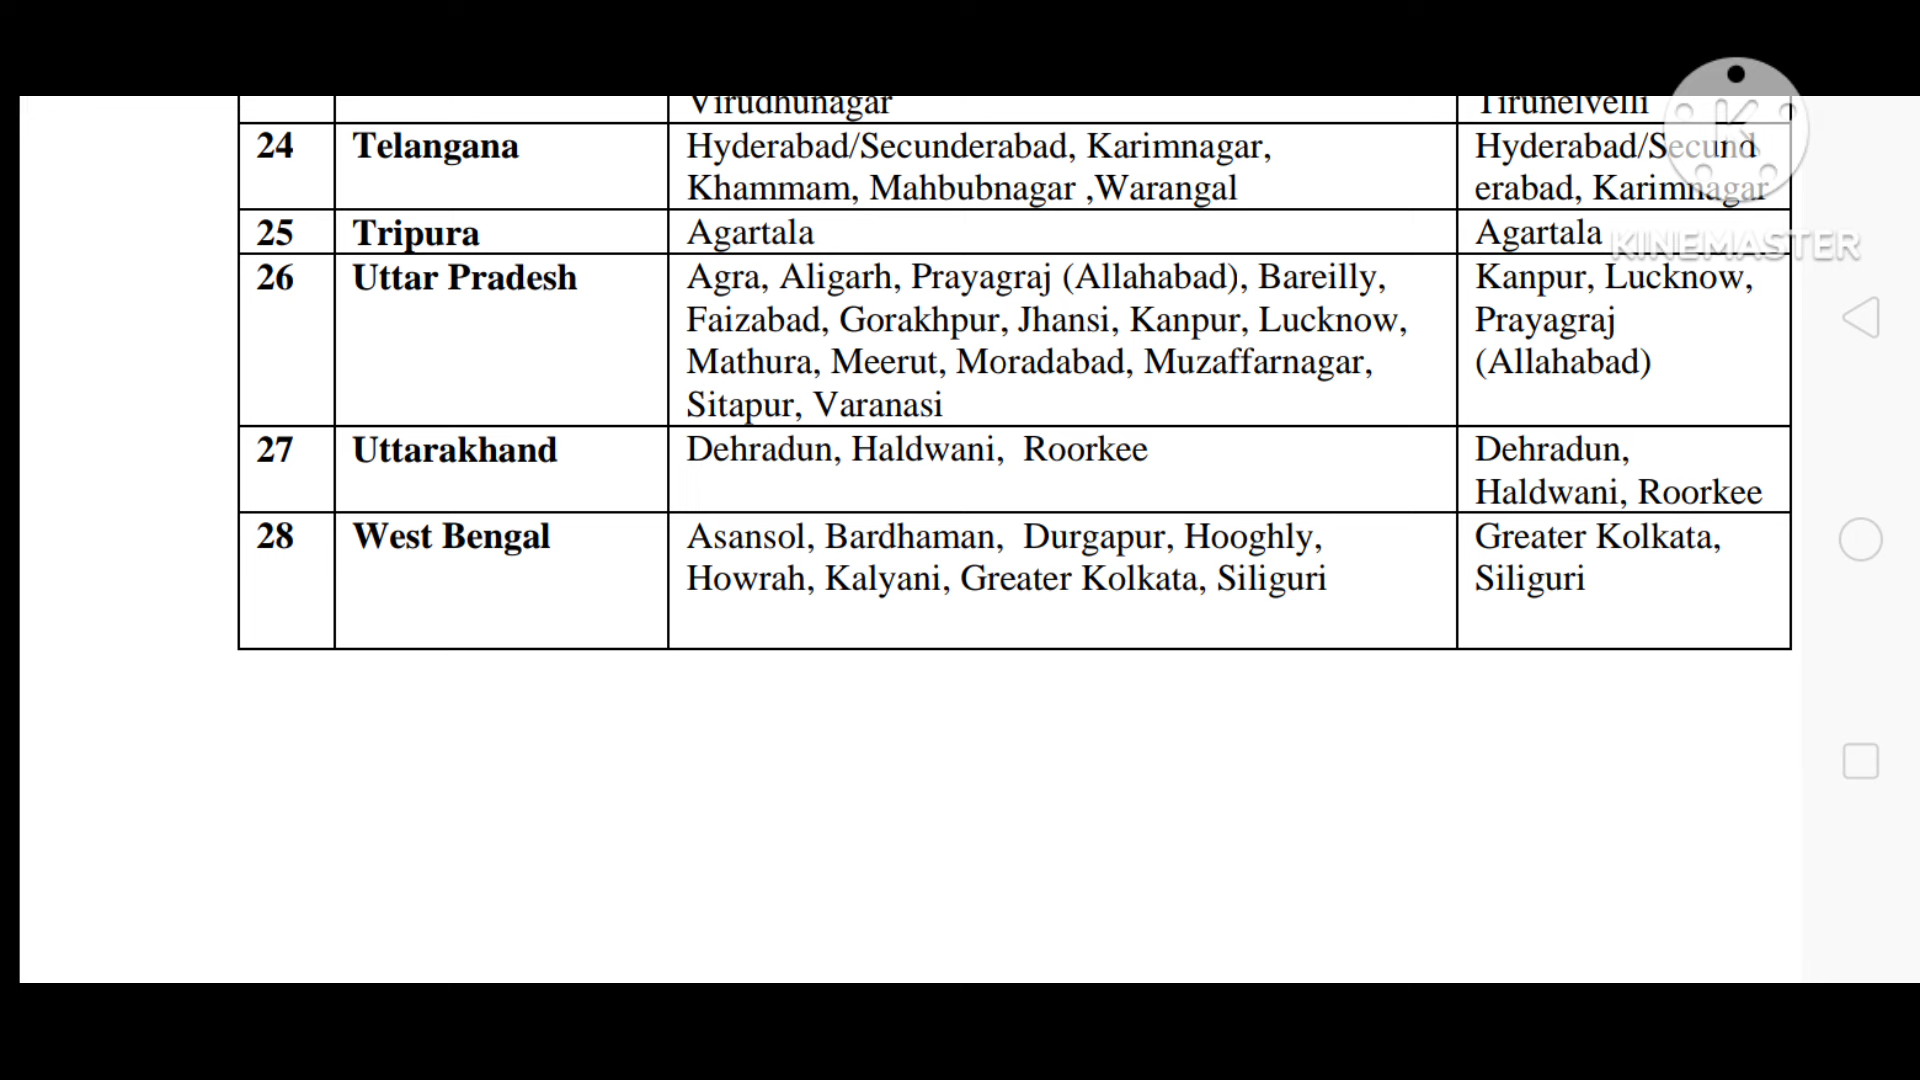 Virudhunagar Tirunelvelli
24 Telangana Hyderabad/Secunderabad, Karimnagar, Hyderabad/Secund
Khammam, Mahbubnagar ,Warangal erabad, Karimnagar
25 Tripura Agartala Agartala
KINEMASTER
26 Uttar Pradesh Agra, Aligarh, Prayagraj (Allahabad), Bareilly, Kanpur, Lucknow,
Faizabad, Gorakhpur, Jhansi, Kanpur, Lucknow, Prayagraj
Mathura, Meerut, Moradabad, Muzaffarnagar, (Allahabad)
Sitapur, Varanasi
27 Uttarakhand Dehradun, Haldwani, Roorkee Dehradun,
Haldwani, Roorkee
28 West Bengal Asansol, Bardhaman, Durgapur, Hooghly, Greater Kolkata,
Howrah, Kalyani, Greater Kolkata, Siliguri Siliguri